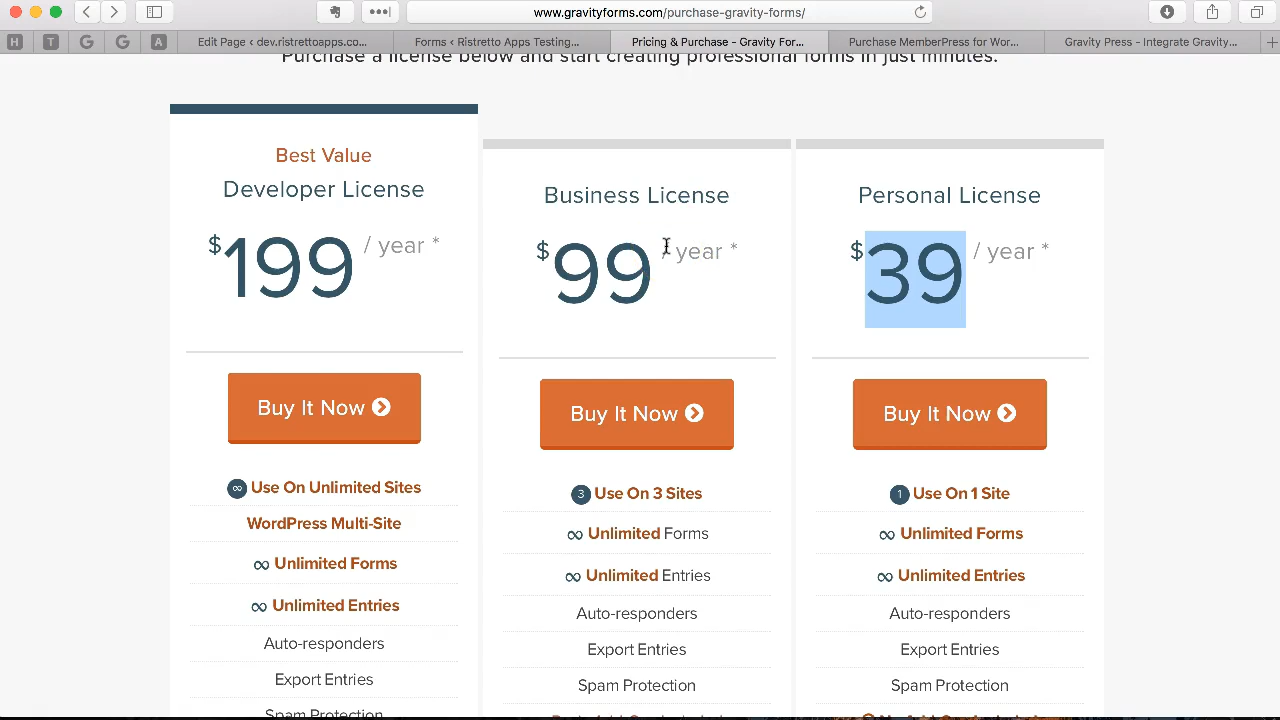 www.gravityforms.com/purchase-gravity-forms/
H T G G A Edit Page < dev.ristrettoapps.co... Forms < Ristretto Apps Testing... Pricing & Purchase - Gravity For... Purchase MemberPress for Wor... Gravity Press - Integrate Gravity...
Purchase a license below and start creating professional forms in just minutes.
Best Value
Developer License
$199 / year *
Buy It Now
∞ Use On Unlimited Sites
WordPress Multi-Site
∞ Unlimited Forms
∞ Unlimited Entries
Auto-responders
Export Entries
Spam Protection
Business License
$99 / year *
Buy It Now
3 Use On 3 Sites
∞ Unlimited Forms
∞ Unlimited Entries
Auto-responders
Export Entries
Spam Protection
Personal License
$39 / year *
Buy It Now
1 Use On 1 Site
∞ Unlimited Forms
∞ Unlimited Entries
Auto-responders
Export Entries
Spam Protection